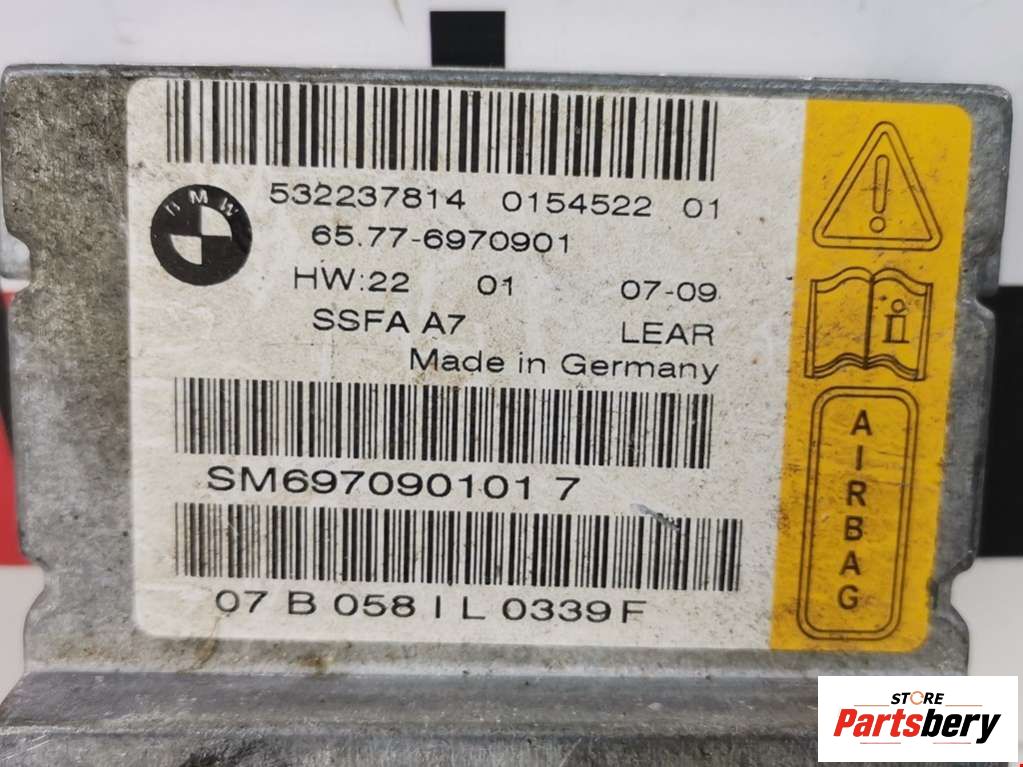 532237814 0154522 01
BMW
65.77-6970901
HW:22 01 07-09
SSFA A7 LEAR
Made in Germany
SM697090101 7
07 B 058 I L 0339 F
AIRBAG
STORE
Partsbery